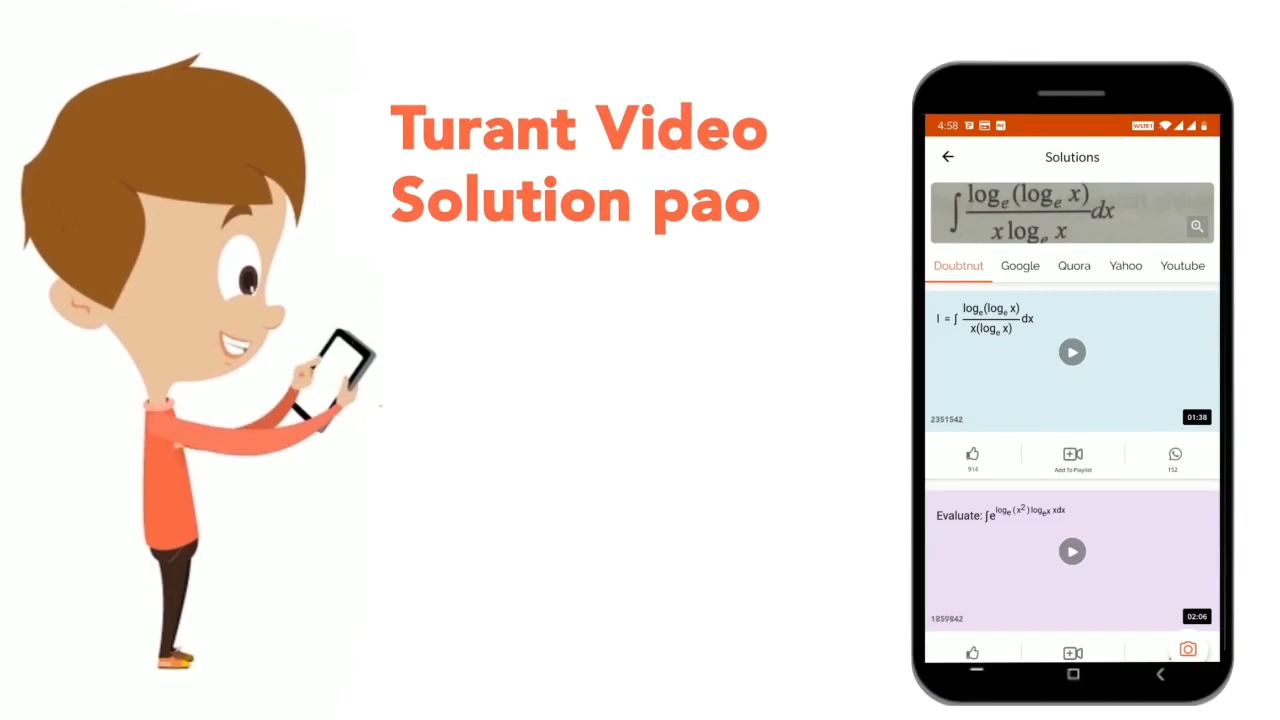 Turant Video
Solution pao
4:58
VoLTE1
Solutions
∫ logₑ(logₑ x) / x logₑ x dx
Doubtnut Google Quora Yahoo Youtube
I = ∫ logₑ(logₑ x) / x(logₑ x) dx
2351542 01:38
914 Add To Playlist 152
Evaluate: ∫e^logₑ(x²)logₑx xdx
1859842 02:06